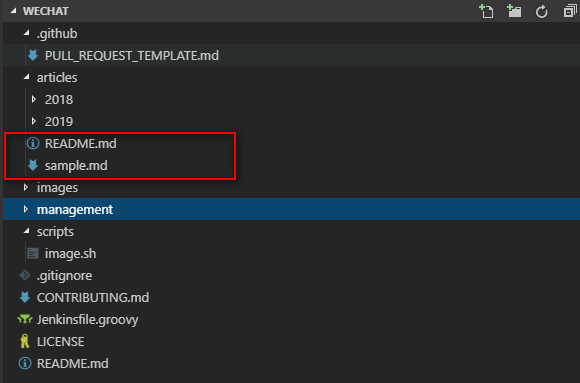 WECHAT
.github
PULL_REQUEST_TEMPLATE.md
articles
2018
2019
README.md
sample.md
images
management
scripts
image.sh
.gitignore
CONTRIBUTING.md
Jenkinsfile.groovy
LICENSE
README.md